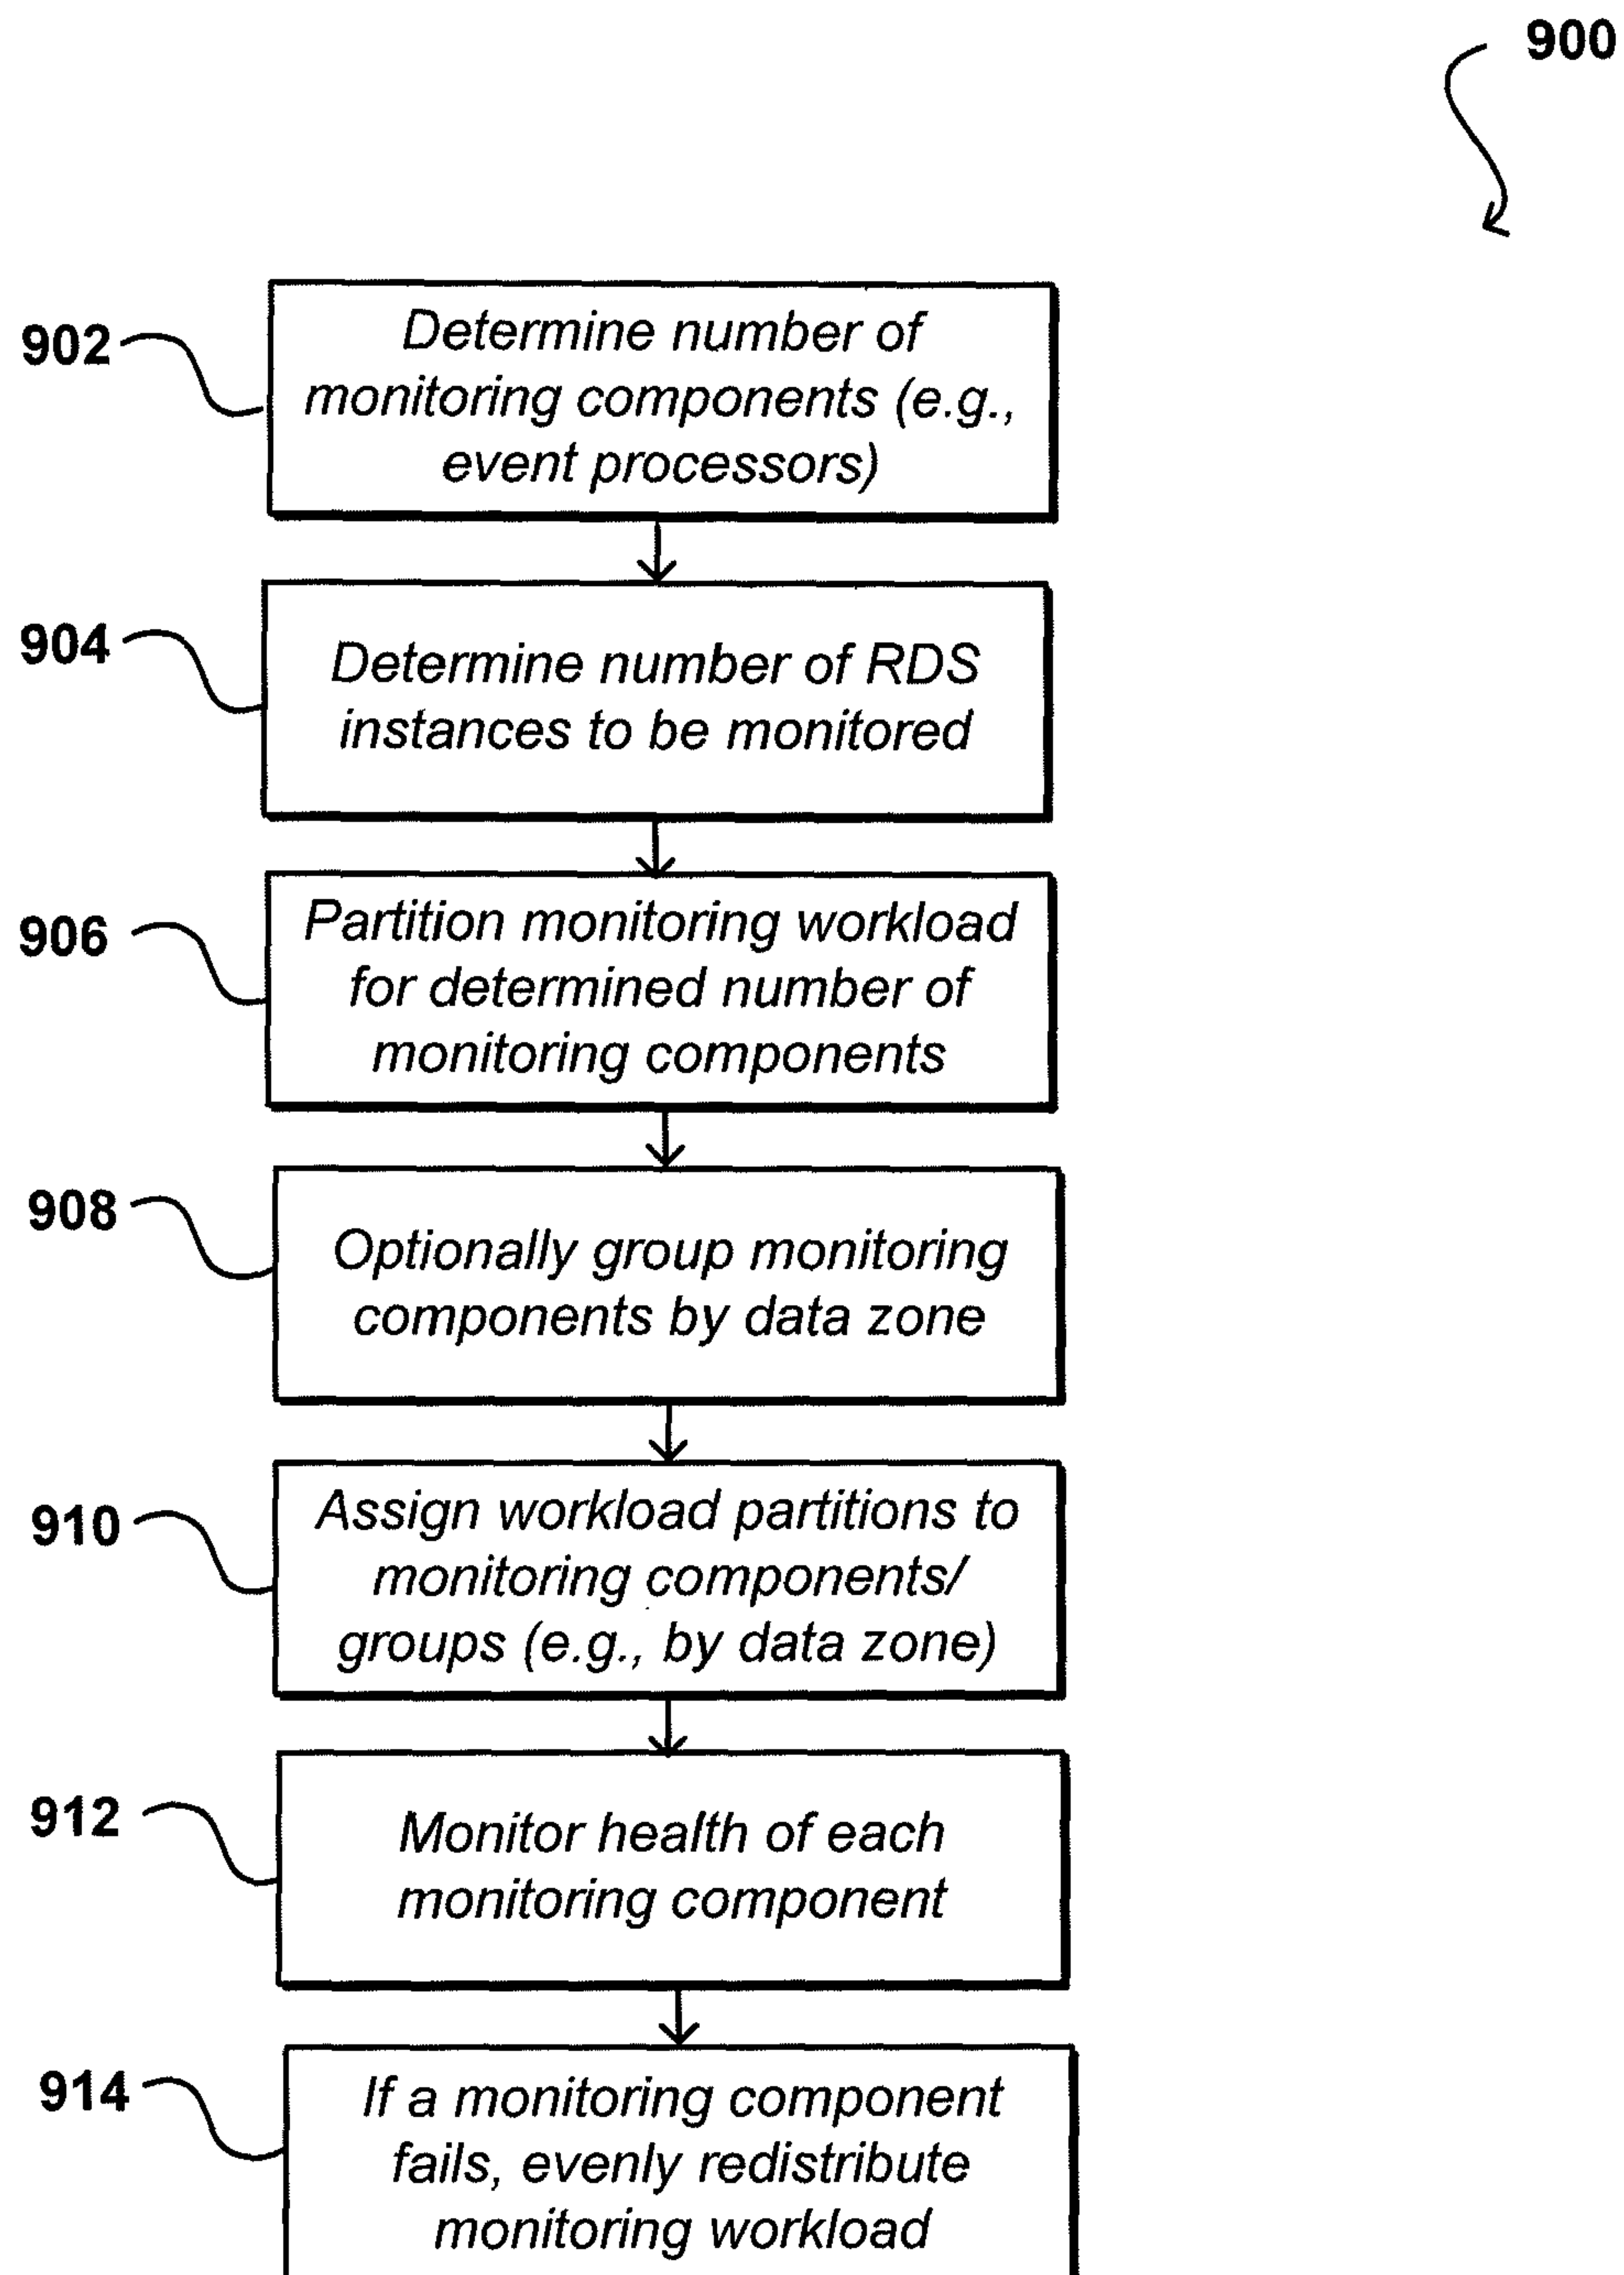 900
902
Determine number of
monitoring components (e.g.,
event processors)
904
Determine number of RDS
instances to be monitored
906
Partition monitoring workload
for determined number of
monitoring components
908
Optionally group monitoring
components by data zone
910
Assign workload partitions to
monitoring components/
groups (e.g., by data zone)
912
Monitor health of each
monitoring component
914
If a monitoring component
fails, evenly redistribute
monitoring workload